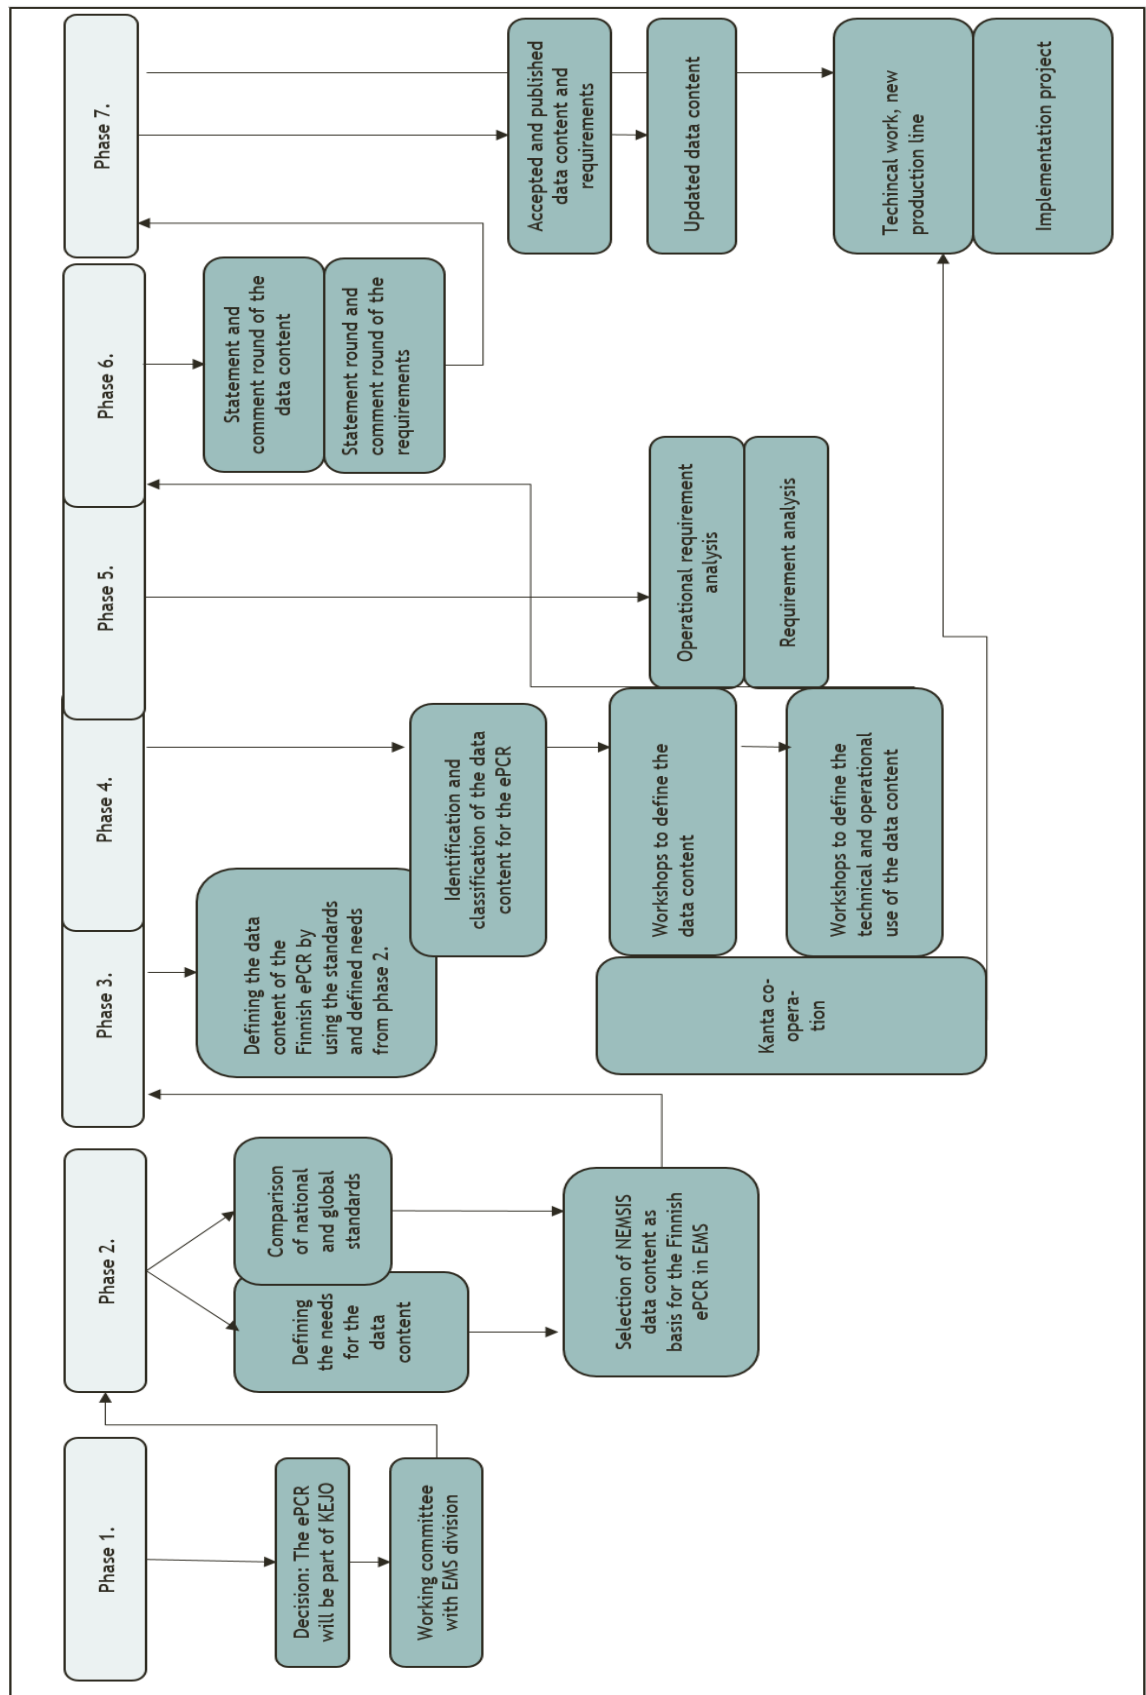 Phase 1.
Decision: The ePCR
will be part of KEJO
Working committee
with EMS division
Phase 2.
Defining
the needs
for the
data
content
Comparison
of national
and global
standards
Selection of NEMSIS
data content as
basis for the Finnish
ePCR in EMS
Phase 3.
Defining the data
content of the
Finnish ePCR by
using the standards
and defined needs
from phase 2.
Kanta co-
opera-
tion
Phase 4.
Identification and
classification of the data
content for the ePCR
Workshops to define the
data content
Workshops to define the
technical and operational
use of the data content
Phase 5.
Operational requirement
analysis
Requirement analysis
Phase 6.
Statement and
comment round of the
data content
Statement round and
comment round of the
requirements
Phase 7.
Accepted and published
data content and
requirements
Updated data content
Techincal work, new
production line
Implementation project